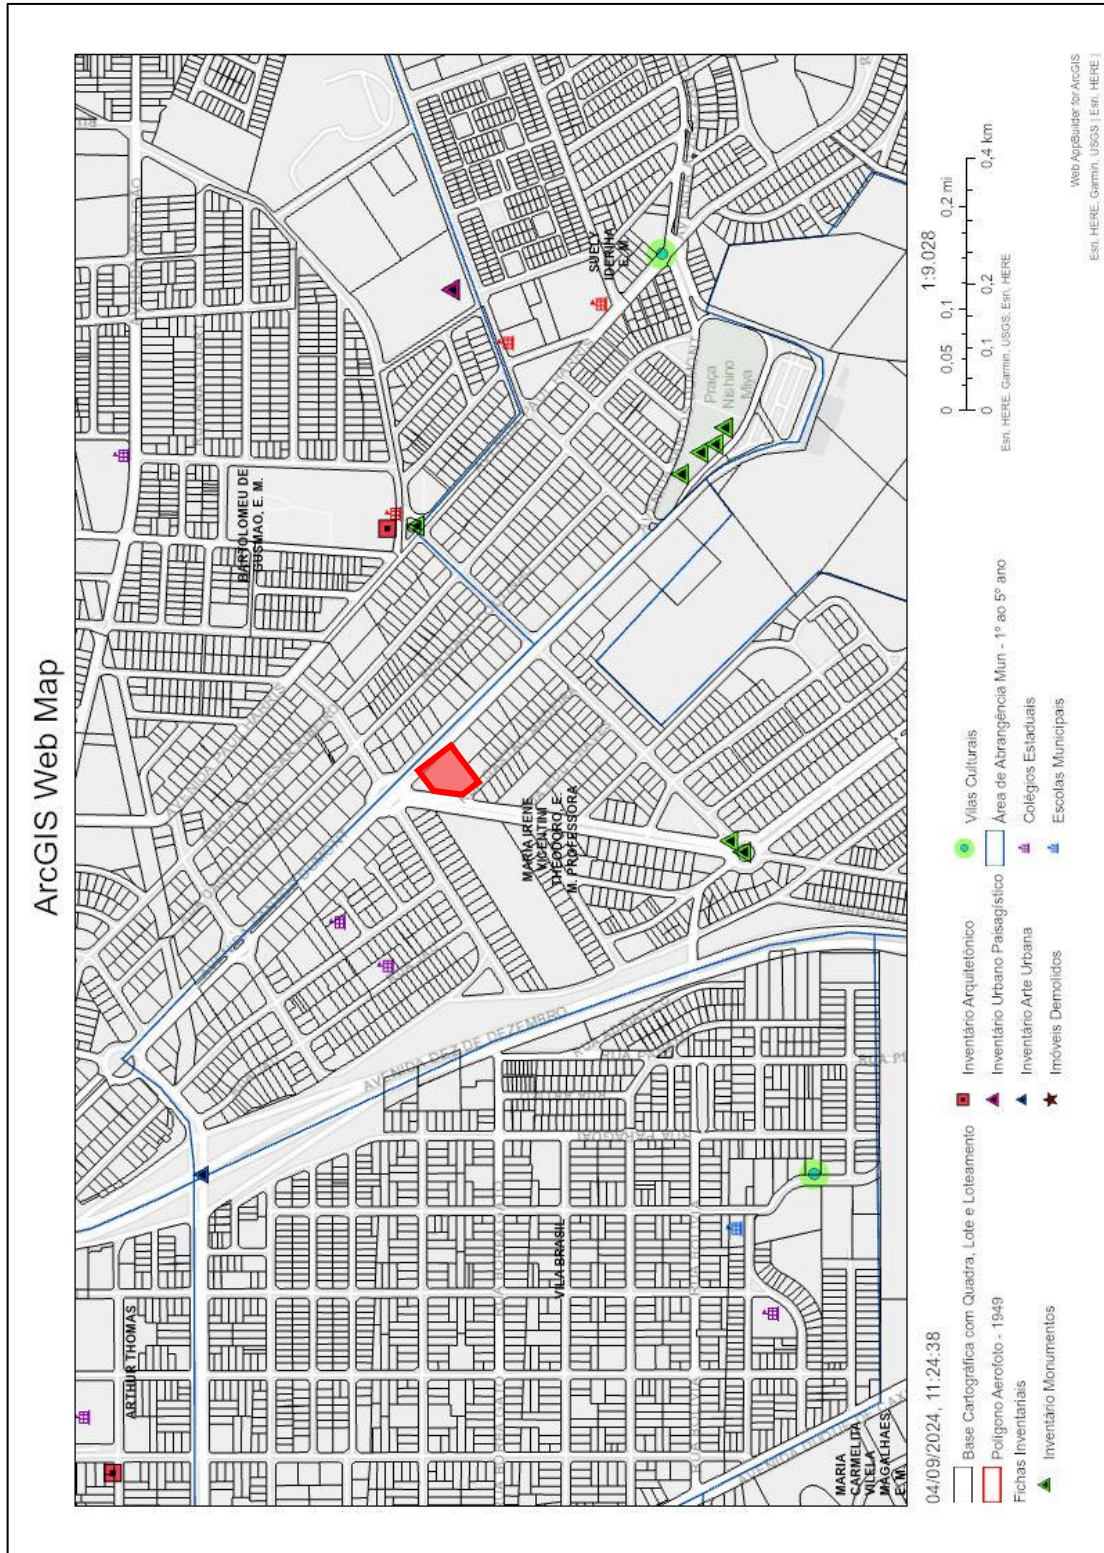 ArcGIS Web Map
ARTHUR THOMAS
VILA BRASIL
MARIA
CARMELITA
VILELA
MAGALHAES
E. M.
AVENIDA DEZ DE DEZEMBRO
RUA PARAGUAI
RUA BOLIVIA
MARIA IRENE
VICENTINI
THEODORO, E.
M. PROFESSORA
BARTOLOMEU DE
GUSMAO, E. M.
SUELY
IDERIHA
E. M.
Praça
Nishino
Miya
04/09/2024, 11:24:38
1:9.028
0 0,05 0,1 0,2 mi
0 0,1 0,2 0,4 km
Base Cartográfica com Quadra, Lote e Loteamento
Polígono Aerofoto - 1949
Fichas Inventariais
Inventário Monumentos
Inventário Arquitetônico
Inventário Urbano Paisagístico
Inventário Arte Urbana
Imóveis Demolidos
Vilas Culturais
Área de Abrangência Mun - 1º ao 5º ano
Colégios Estaduais
Escolas Municipais
Esri, HERE, Garmin, USGS, Esri, HERE
Web AppBuilder for ArcGIS
Esri, HERE, Garmin, USGS | Esri, HERE |